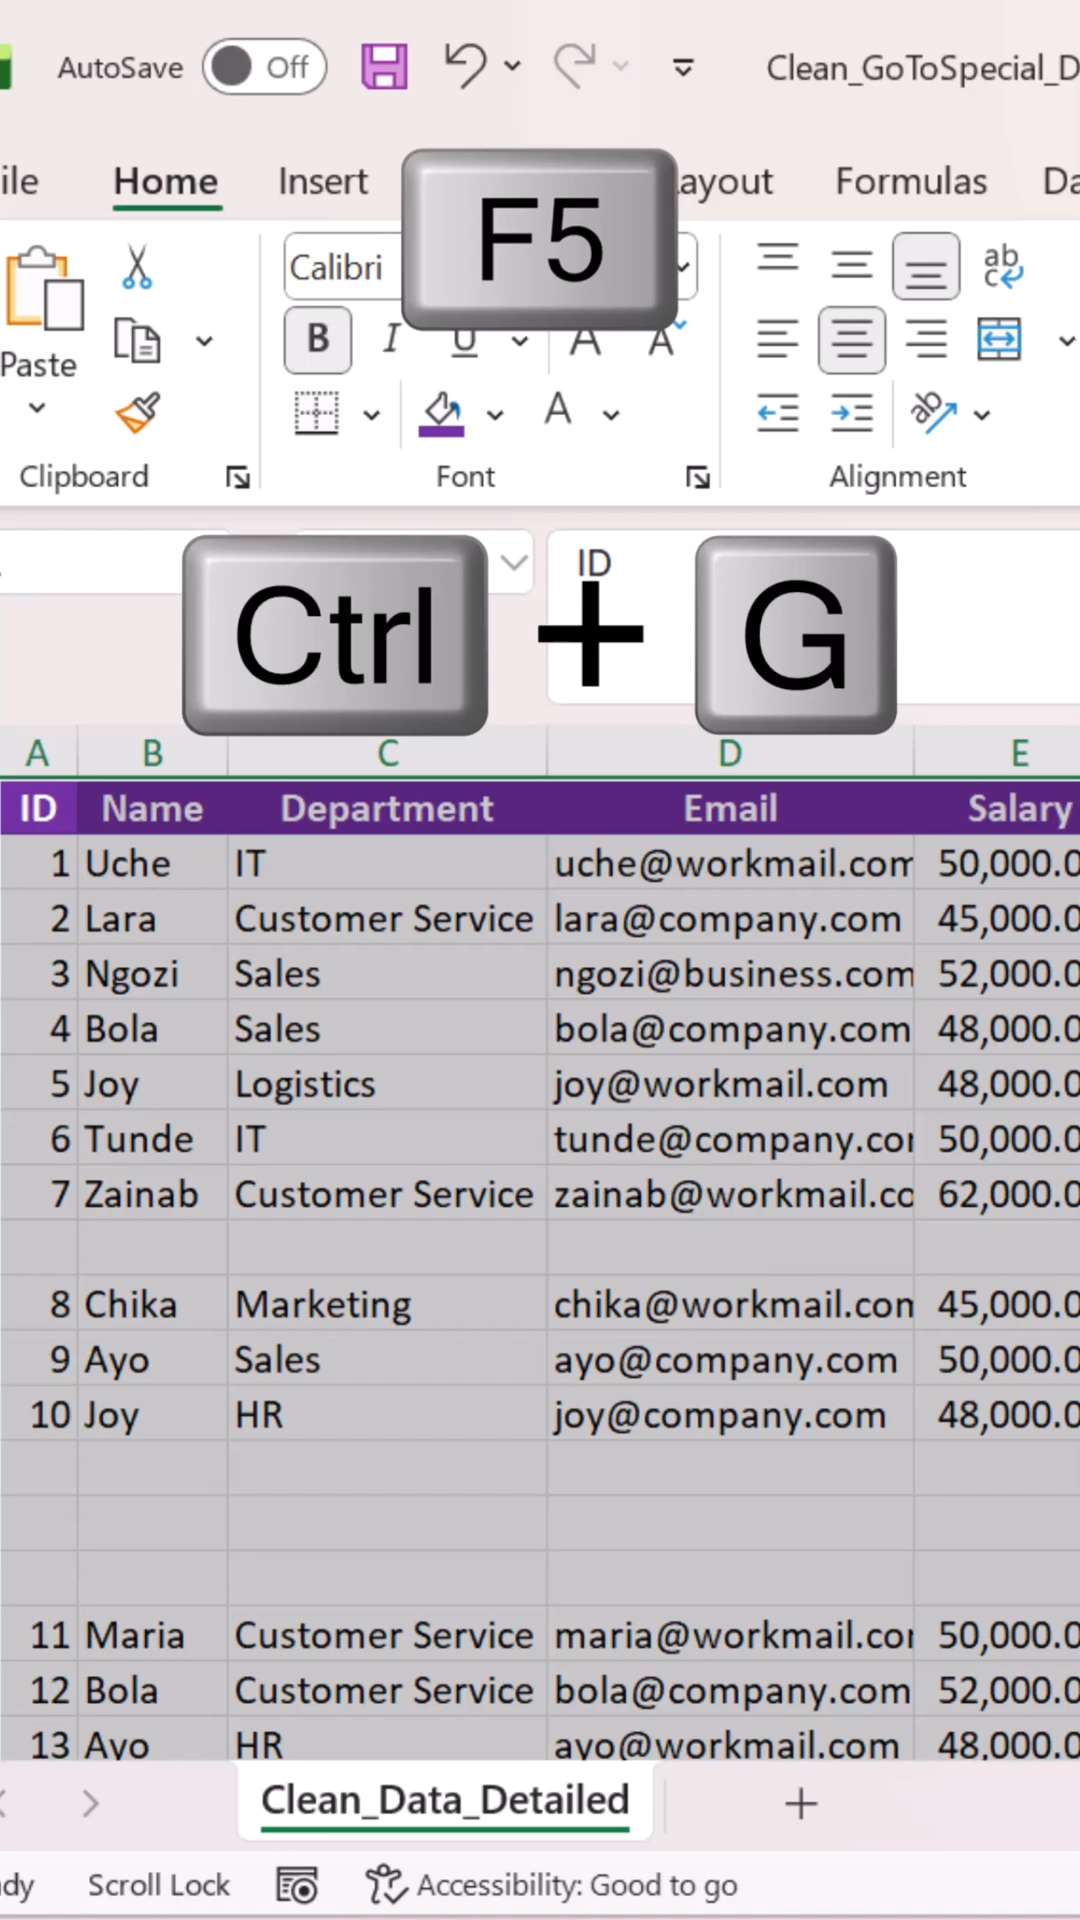 AutoSave Off Clean_GoToSpecial_D
ile Home Insert ayout Formulas Da
F5
Calibri
B I U A A
ab
c
Paste
ab
A
Clipboard Font Alignment
ID
Ctrl + G
A B C D E
ID Name Department Email Salary
1 Uche IT uche@workmail.com 50,000.0
2 Lara Customer Service lara@company.com 45,000.0
3 Ngozi Sales ngozi@business.com 52,000.0
4 Bola Sales bola@company.com 48,000.0
5 Joy Logistics joy@workmail.com 48,000.0
6 Tunde IT tunde@company.co 50,000.0
7 Zainab Customer Service zainab@workmail.co 62,000.0
8 Chika Marketing chika@workmail.com 45,000.0
9 Ayo Sales ayo@company.com 50,000.0
10 Joy HR joy@company.com 48,000.0
11 Maria Customer Service maria@workmail.co 50,000.0
12 Bola Customer Service bola@company.com 52,000.0
13 Ayo HR ayo@workmail.com 48,000.0
Clean_Data_Detailed +
dy Scroll Lock Accessibility: Good to go